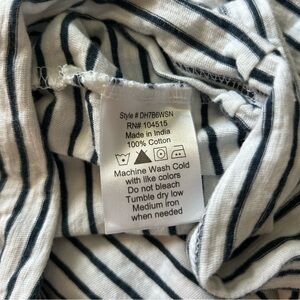 Style # DH7B6WSN
RN# 104515
Made in India
100% Cotton
Machine Wash Cold
with like colors
Do not bleach
Tumble dry low
Medium iron
when needed